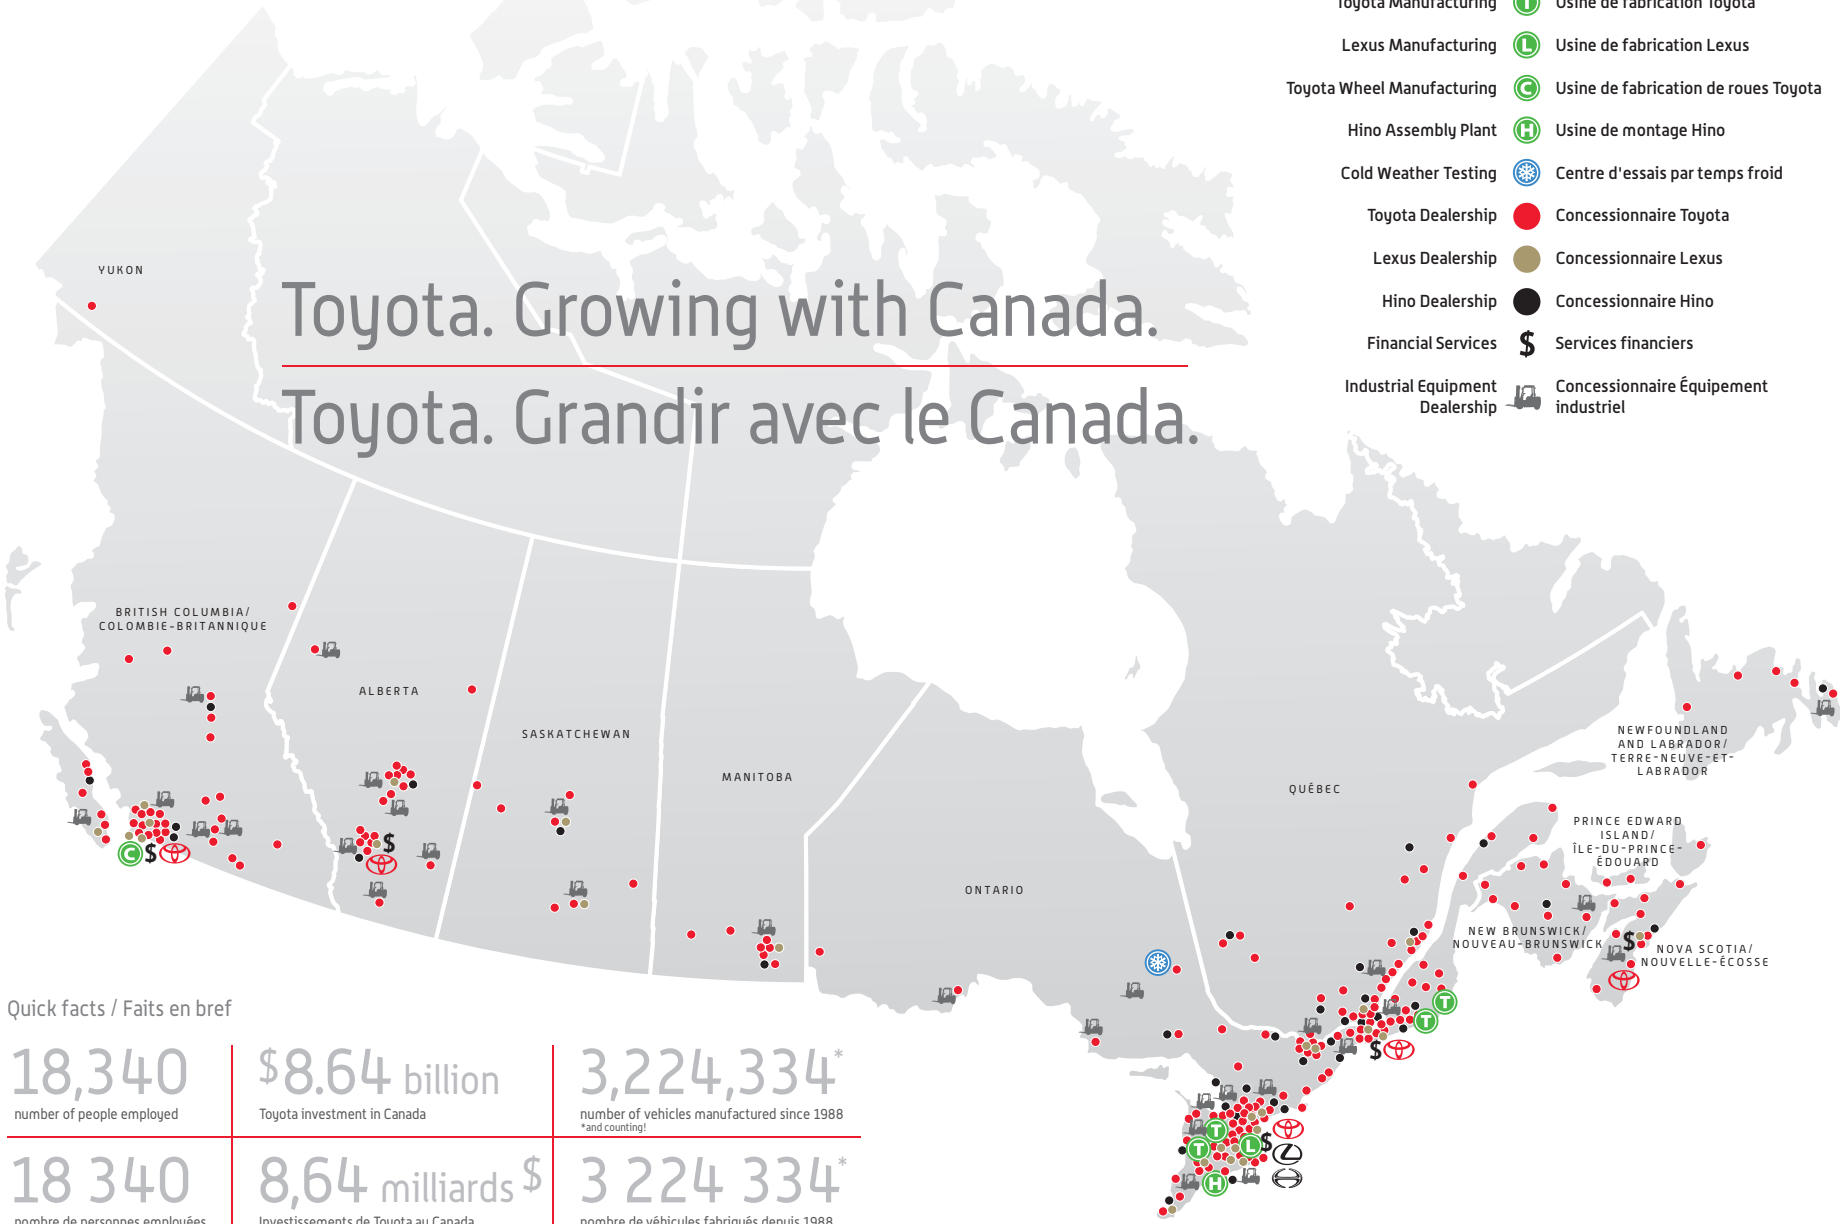 Toyota Manufacturing T Usine de fabrication Toyota
Lexus Manufacturing L Usine de fabrication Lexus
Toyota Wheel Manufacturing C Usine de fabrication de roues Toyota
Hino Assembly Plant H Usine de montage Hino
Cold Weather Testing Centre d'essais par temps froid
Toyota Dealership Concessionnaire Toyota
Lexus Dealership Concessionnaire Lexus
Hino Dealership Concessionnaire Hino
Financial Services $ Services financiers
Industrial Equipment
Dealership
Concessionnaire Équipement
industriel
Toyota. Growing with Canada.
Toyota. Grandir avec le Canada.
YUKON
BRITISH COLUMBIA/
COLOMBIE-BRITANNIQUE
ALBERTA
SASKATCHEWAN
MANITOBA
ONTARIO
QUÉBEC
NEWFOUNDLAND
AND LABRADOR/
TERRE-NEUVE-ET-
LABRADOR
PRINCE EDWARD
ISLAND/
ÎLE-DU-PRINCE-
ÉDOUARD
NEW BRUNSWICK/
NOUVEAU-BRUNSWICK
NOVA SCOTIA/
NOUVELLE-ÉCOSSE
C $
$
$
$
T
T
T
T
L $
H
Quick facts / Faits en bref
18,340
number of people employed
$8.64 billion
Toyota investment in Canada
3,224,334*
number of vehicles manufactured since 1988
*and counting!
18 340
nombre de personnes employées
8,64 milliards $
Investissements de Toyota au Canada
3 224 334*
nombre de véhicules fabriqués depuis 1988